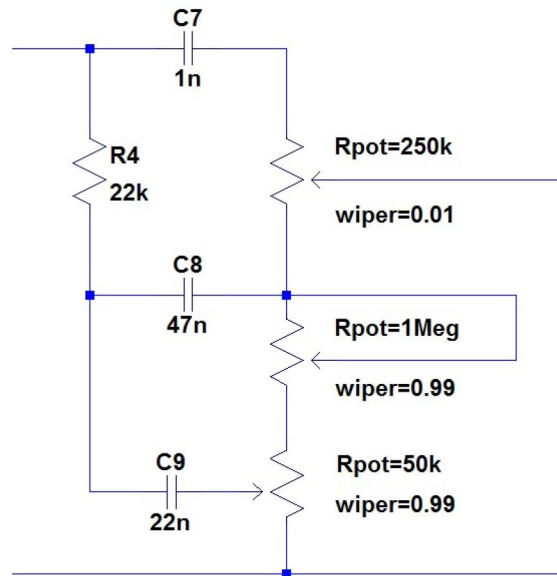 C7
1n
R4
22k
Rpot=250k
wiper=0.01
C8
47n
Rpot=1Meg
wiper=0.99
C9
22n
Rpot=50k
wiper=0.99